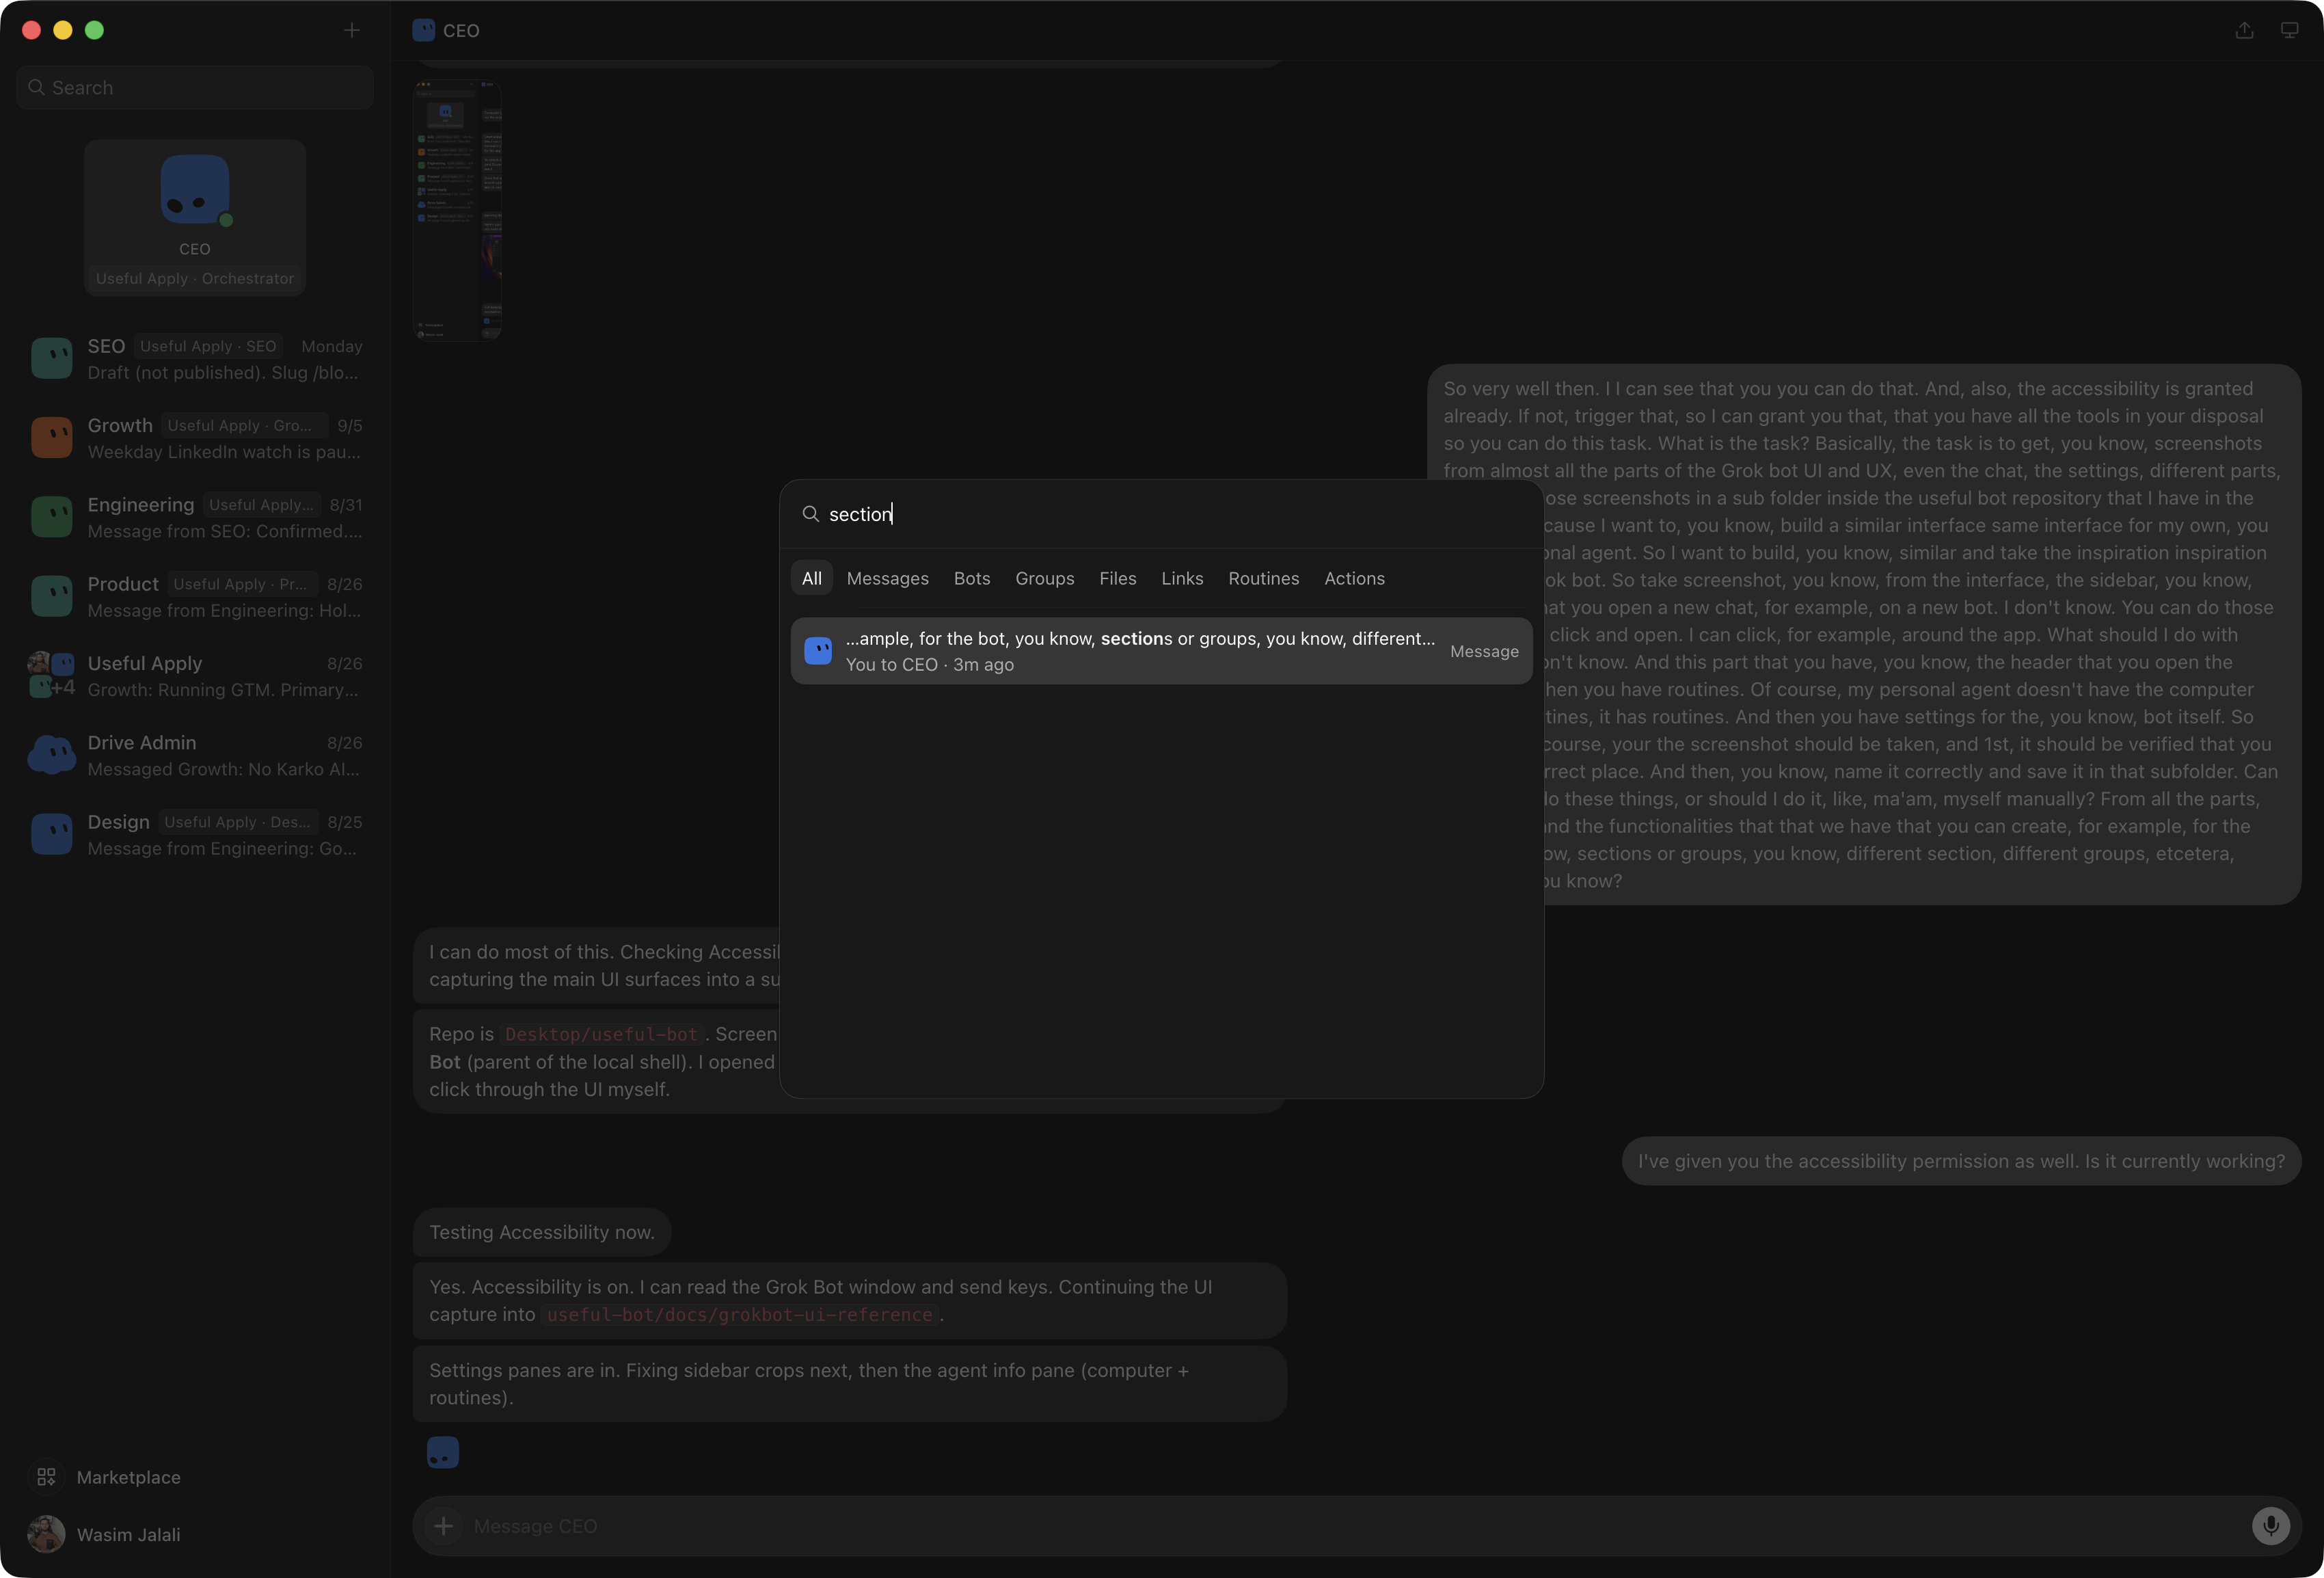 CEO
Search
CEO
Useful Apply · Orchestrator
SEO Useful Apply · SEO Monday
Draft (not published). Slug /blo...
Growth Useful Apply · Gro... 9/5
Weekday LinkedIn watch is pau...
Engineering Useful Apply... 8/31
Message from SEO: Confirmed....
Product Useful Apply · Pr... 8/26
Message from Engineering: Hol...
Useful Apply 8/26
+4
Growth: Running GTM. Primary...
Drive Admin 8/26
Messaged Growth: No Karko AI...
Design Useful Apply · Des... 8/25
Message from Engineering: Go...
Marketplace
Wasim Jalali
So very well then. I I can see that you you can do that. And, also, the accessibility is granted
already. If not, trigger that, so I can grant you that, that you have all the tools in your disposal
so you can do this task. What is the task? Basically, the task is to get, you know, screenshots
from almost all the parts of the Grok bot UI and UX, even the chat, the settings, different parts,
ose screenshots in a sub folder inside the useful bot repository that I have in the
cause I want to, you know, build a similar interface same interface for my own, you
onal agent. So I want to build, you know, similar and take the inspiration inspiration
ok bot. So take screenshot, you know, from the interface, the sidebar, you know,
at you open a new chat, for example, on a new bot. I don't know. You can do those
click and open. I can click, for example, around the app. What should I do with
n't know. And this part that you have, you know, the header that you open the
hen you have routines. Of course, my personal agent doesn't have the computer
tines, it has routines. And then you have settings for the, you know, bot itself. So
course, your the screenshot should be taken, and 1st, it should be verified that you
rrect place. And then, you know, name it correctly and save it in that subfolder. Can
o these things, or should I do it, like, ma'am, myself manually? From all the parts,
nd the functionalities that that we have that you can create, for example, for the
ow, sections or groups, you know, different section, different groups, etcetera,
ou know?
section
All Messages Bots Groups Files Links Routines Actions
...ample, for the bot, you know, sections or groups, you know, different...
You to CEO · 3m ago
Message
I can do most of this. Checking Accessi
capturing the main UI surfaces into a su
Repo is Desktop/useful-bot. Screen
Bot (parent of the local shell). I opened
click through the UI myself.
I've given you the accessibility permission as well. Is it currently working?
Testing Accessibility now.
Yes. Accessibility is on. I can read the Grok Bot window and send keys. Continuing the UI
capture into useful-bot/docs/grokbot-ui-reference.
Settings panes are in. Fixing sidebar crops next, then the agent info pane (computer +
routines).
Message CEO